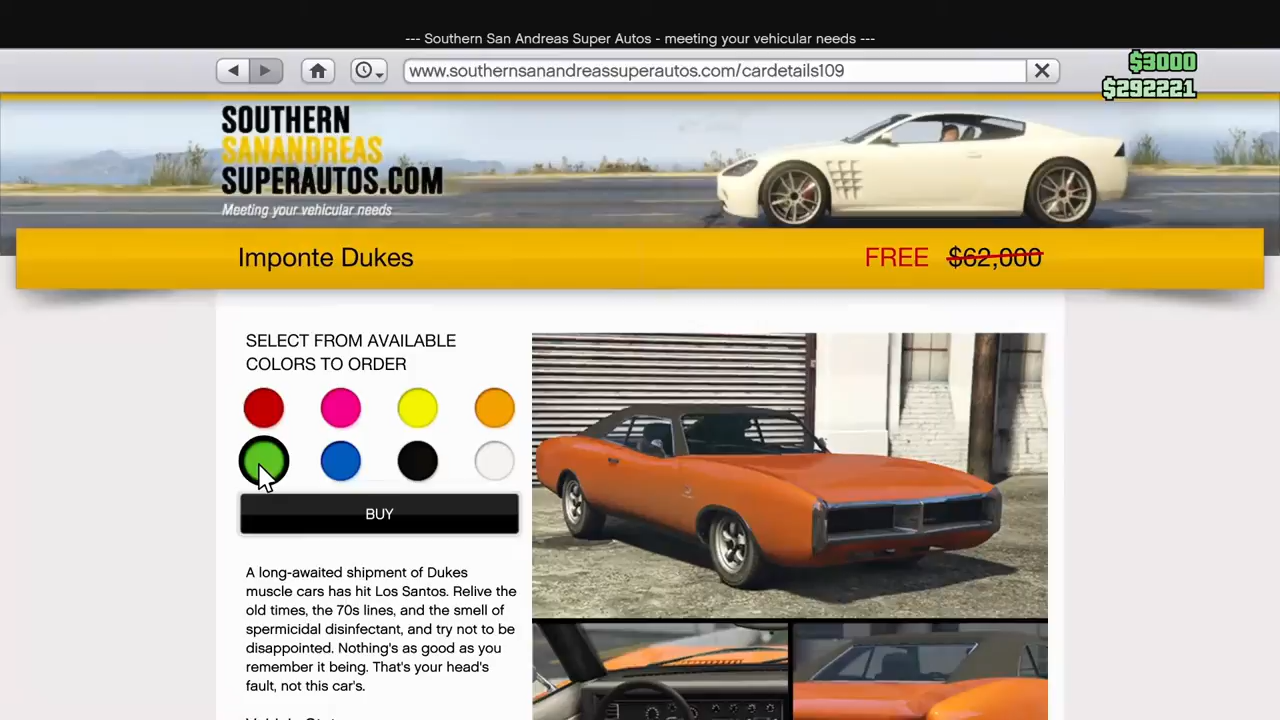 --- Southern San Andreas Super Autos - meeting your vehicular needs ---
www.southernsanandreassuperautos.com/cardetails109
$3000
$292221
SOUTHERN
SANANDREAS
SUPERAUTOS.COM
Meeting your vehicular needs
Imponte Dukes
FREE $62,000
SELECT FROM AVAILABLE
COLORS TO ORDER
BUY
A long-awaited shipment of Dukes
muscle cars has hit Los Santos. Relive the
old times, the 70s lines, and the smell of
spermicidal disinfectant, and try not to be
disappointed. Nothing's as good as you
remember it being. That's your head's
fault, not this car's.